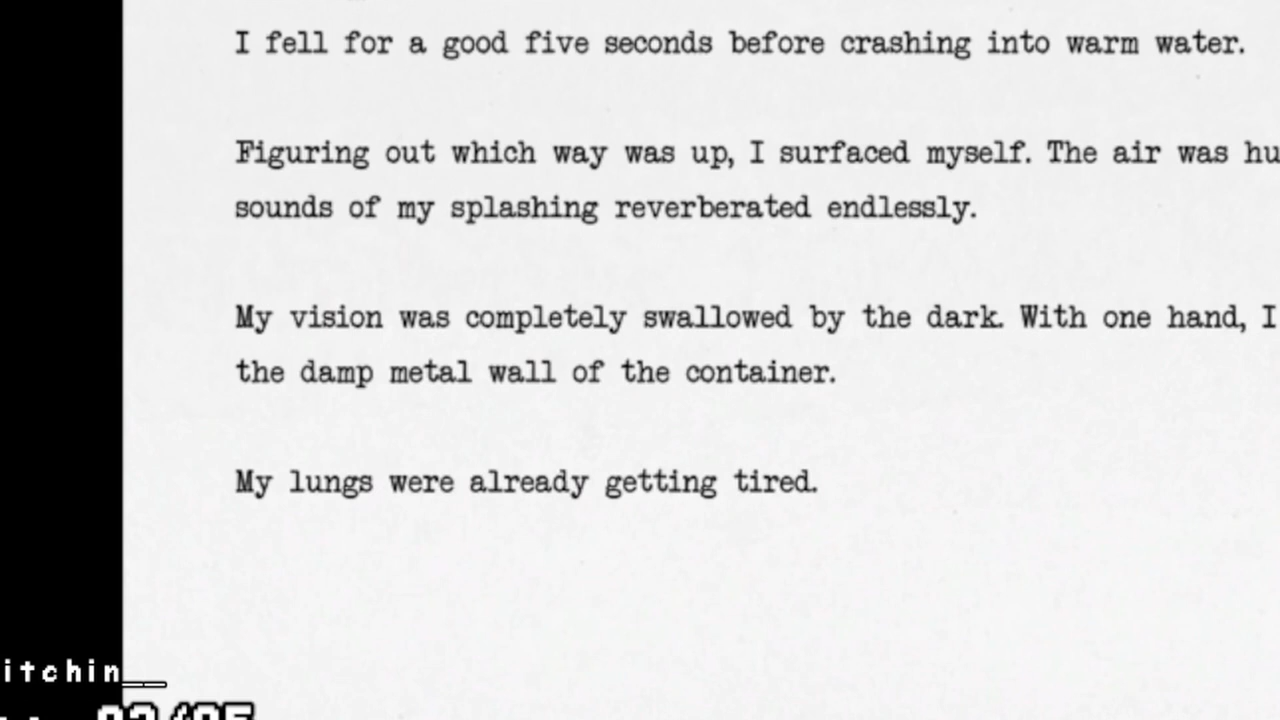 I fell for a good five seconds before crashing into warm water.
Figuring out which way was up, I surfaced myself. The air was hu
sounds of my splashing reverberated endlessly.
My vision was completely swallowed by the dark. With one hand, I
the damp metal wall of the container.
My lungs were already getting tired.
itchin__